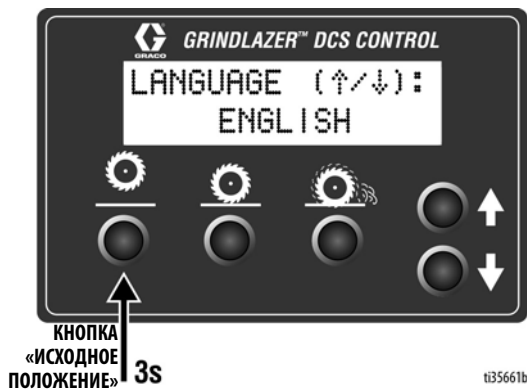 GRACO
GRINDLAZER™ DCS CONTROL
LANGUAGE (↑/↓):
ENGLISH
КНОПКА
«ИСХОДНОЕ
ПОЛОЖЕНИЕ»
3s
ti35661b